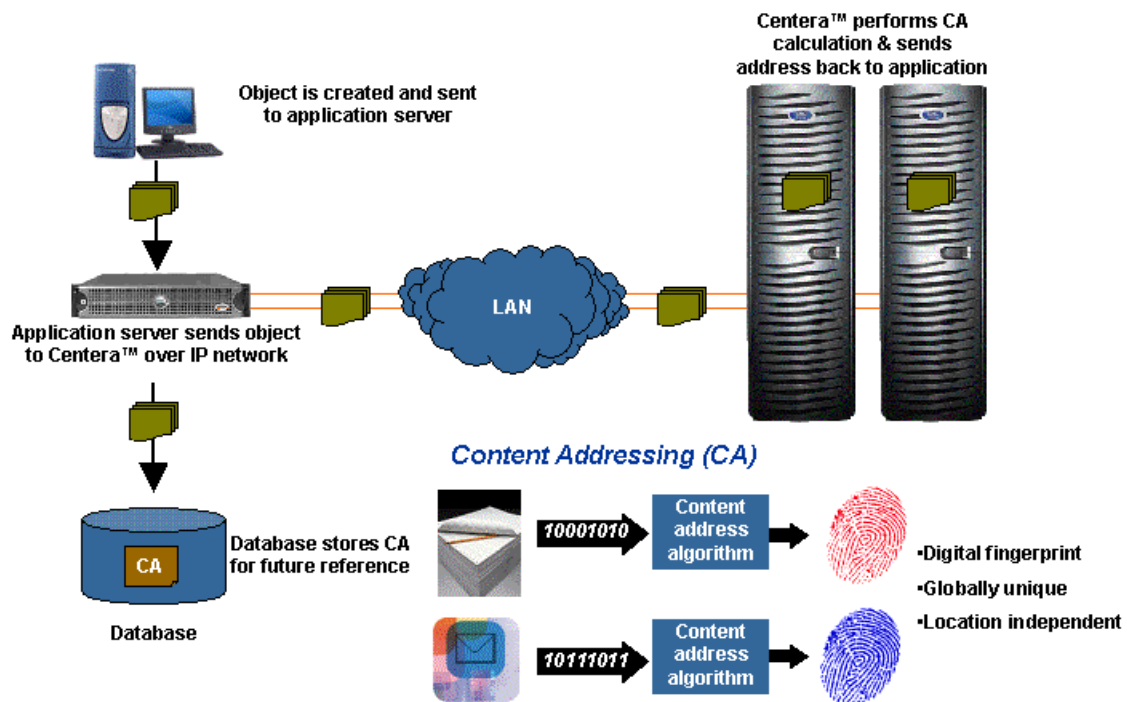 Centera™ performs CA
calculation & sends
address back to application
Object is created and sent
to application server
LAN
Application server sends object
to Centera™ over IP network
Content Addressing (CA)
CA
Database stores CA
for future reference
Database
10001010
Content
address
algorithm
10111011
Content
address
algorithm
•Digital fingerprint
•Globally unique
•Location independent